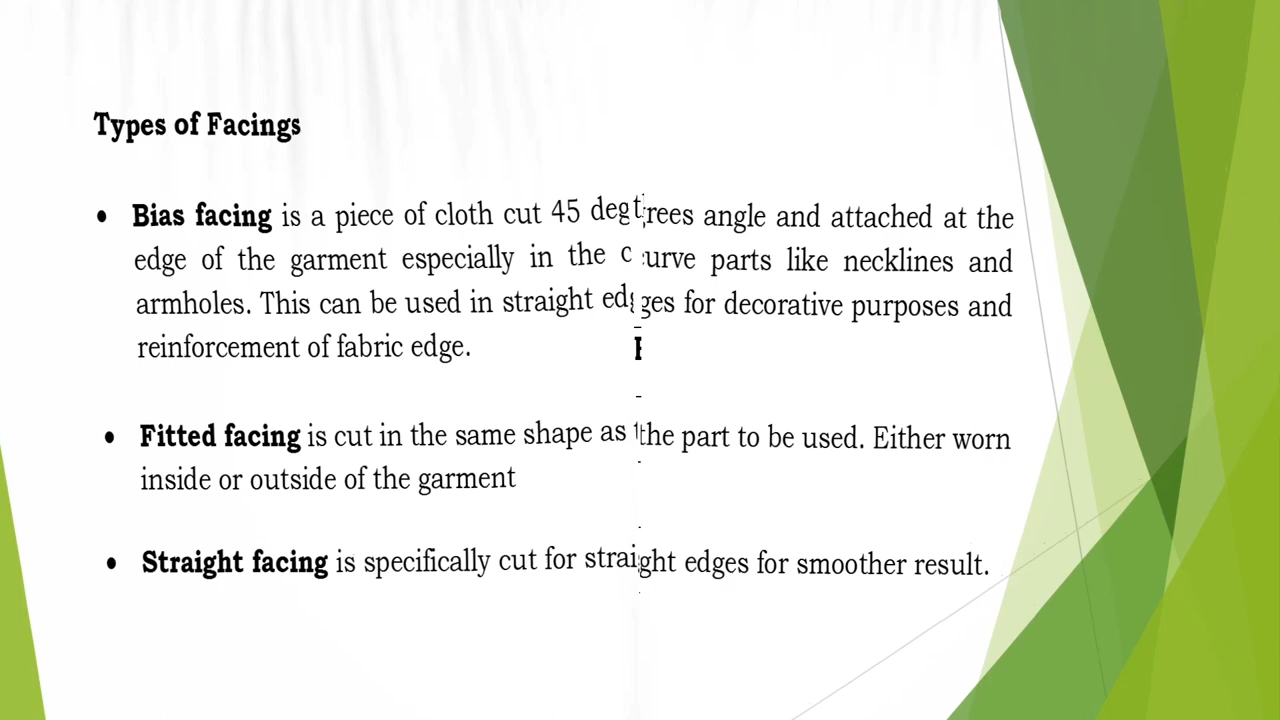 Types of Facings
• Bias facing is a piece of cloth cut 45 degrees angle and attached at the
edge of the garment especially in the curve parts like necklines and
armholes. This can be used in straight edges for decorative purposes and
reinforcement of fabric edge.
• Fitted facing is cut in the same shape as the part to be used. Either worn
inside or outside of the garment
• Straight facing is specifically cut for straight edges for smoother result.